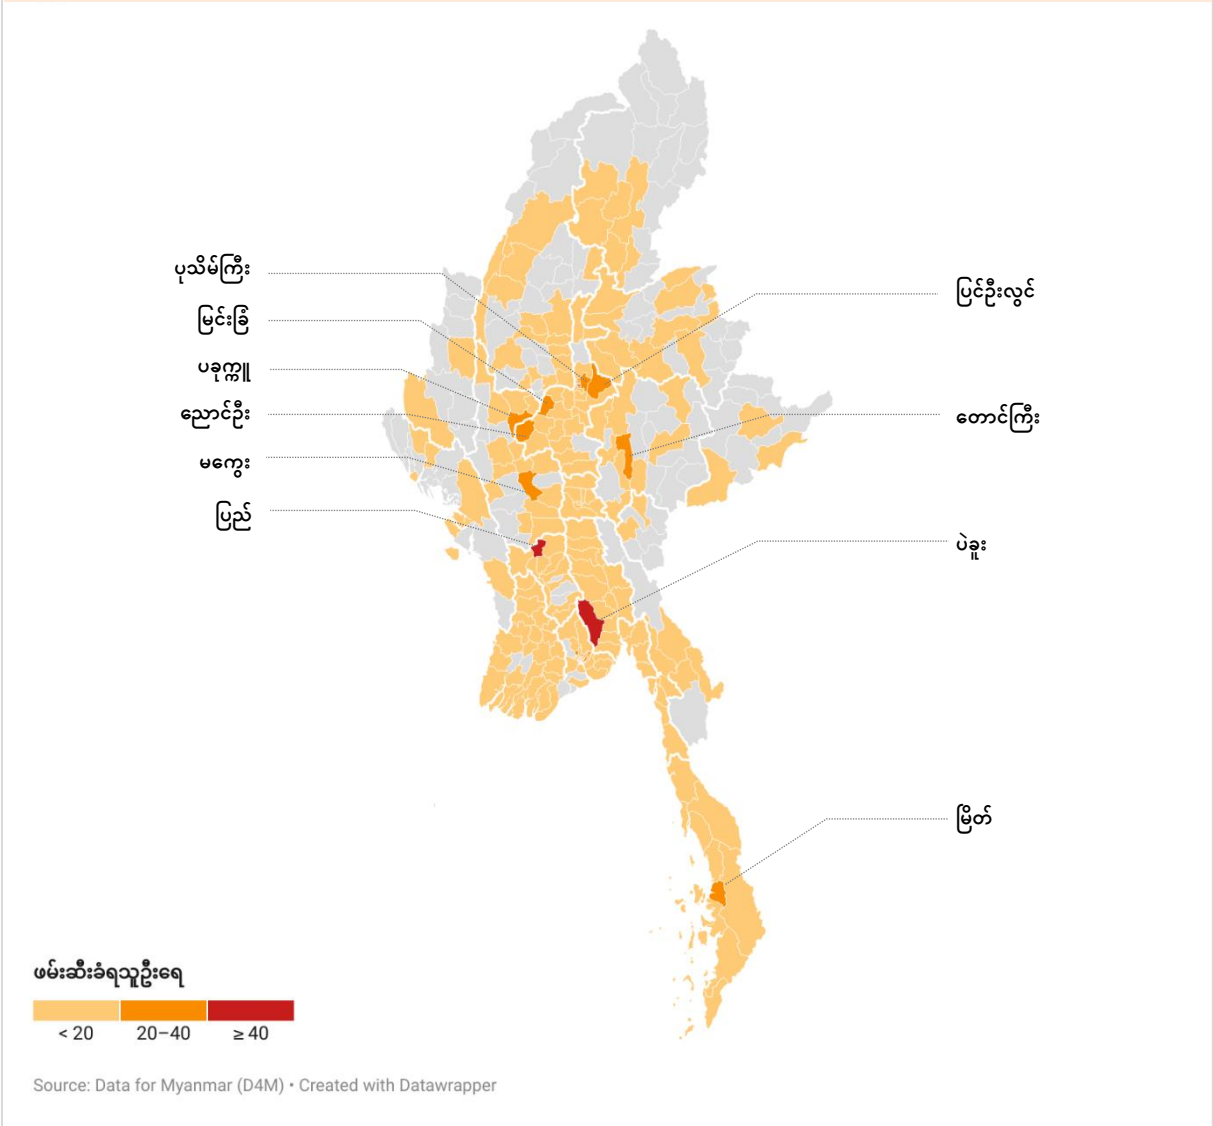 ပုသိမ်ကြီး
မြင်းခြံ
ပခုက္ကူ
ညောင်ဦး
မကွေး
ပြည်
ပြင်ဦးလွင်
တောင်ကြီး
ပဲခူး
မြိတ်
ဖမ်းဆီးခံရသူဦးရေ
< 20 20–40 ≥ 40
Source: Data for Myanmar (D4M) • Created with Datawrapper